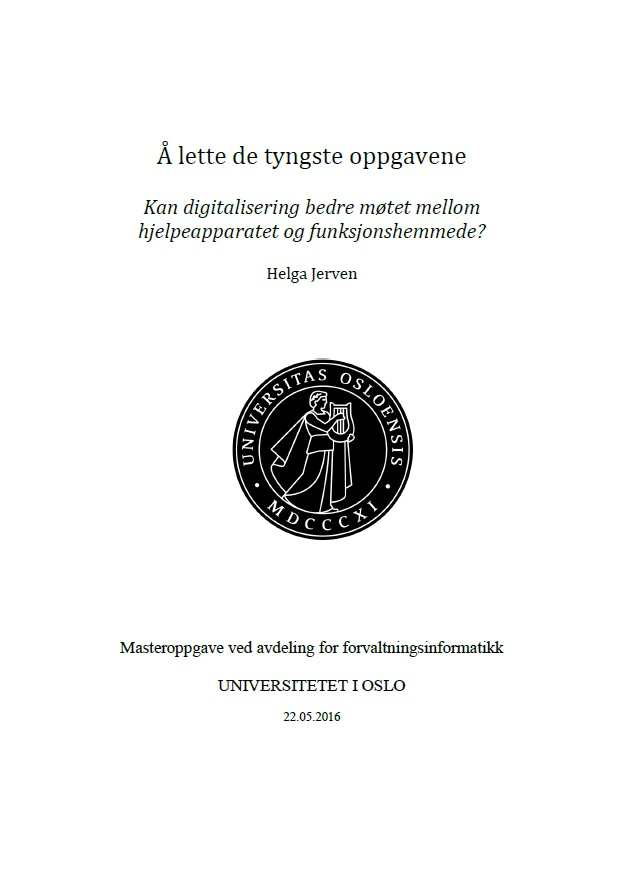 Å lette de tyngste oppgavene
Kan digitalisering bedre møtet mellom
hjelpeapparatet og funksjonshemmede?
Helga Jerven
UNIVERSITAS OSLOENSIS
MDCCCXI
Masteroppgave ved avdeling for forvaltningsinformatikk
UNIVERSITETET I OSLO
22.05.2016